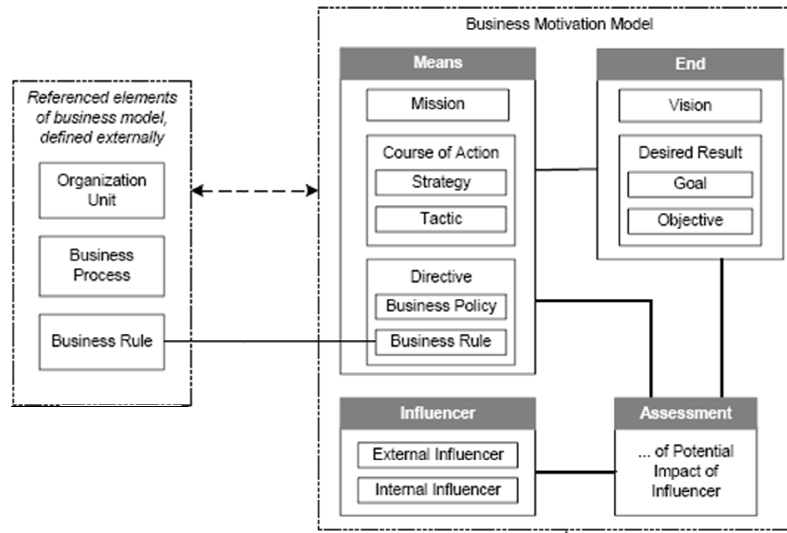 Business Motivation Model
Referenced elements
of business model,
defined externally
Organization
Unit
Business
Process
Business Rule
Means
Mission
Course of Action
Strategy
Tactic
Directive
Business Policy
Business Rule
End
Vision
Desired Result
Goal
Objective
Influencer
External Influencer
Internal Influencer
Assessment
... of Potential
Impact of
Influencer